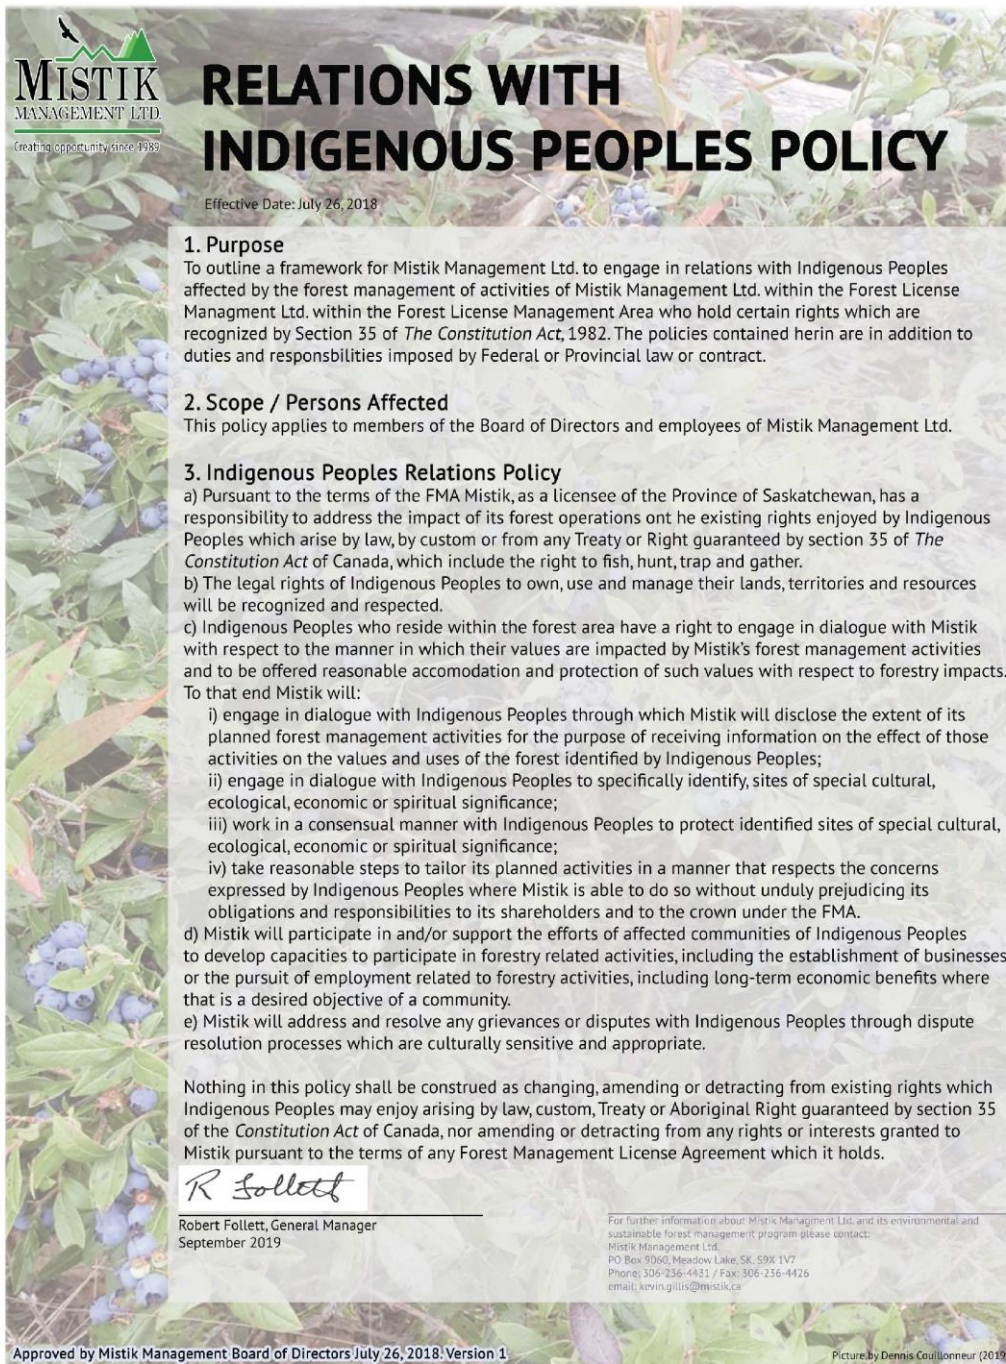 MISTIK
MANAGEMENT LTD.
Creating opportunity since 1989
RELATIONS WITH
INDIGENOUS PEOPLES POLICY
Effective Date: July 26, 2018
1. Purpose
To outline a framework for Mistik Management Ltd. to engage in relations with Indigenous Peoples
affected by the forest management of activities of Mistik Management Ltd. within the Forest License
Managment Ltd. within the Forest License Management Area who hold certain rights which are
recognized by Section 35 of The Constitution Act, 1982. The policies contained herin are in addition to
duties and responsbilities imposed by Federal or Provincial law or contract.
2. Scope / Persons Affected
This policy applies to members of the Board of Directors and employees of Mistik Management Ltd.
3. Indigenous Peoples Relations Policy
a) Pursuant to the terms of the FMA Mistik, as a licensee of the Province of Saskatchewan, has a
responsibility to address the impact of its forest operations ont he existing rights enjoyed by Indigenous
Peoples which arise by law, by custom or from any Treaty or Right guaranteed by section 35 of The
Constitution Act of Canada, which include the right to fish, hunt, trap and gather.
b) The legal rights of Indigenous Peoples to own, use and manage their lands, territories and resources
will be recognized and respected.
c) Indigenous Peoples who reside within the forest area have a right to engage in dialogue with Mistik
with respect to the manner in which their values are impacted by Mistik's forest management activities
and to be offered reasonable accomodation and protection of such values with respect to forestry impacts.
To that end Mistik will:
i) engage in dialogue with Indigenous Peoples through which Mistik will disclose the extent of its
planned forest management activities for the purpose of receiving information on the effect of those
activities on the values and uses of the forest identified by Indigenous Peoples;
ii) engage in dialogue with Indigenous Peoples to specifically identify, sites of special cultural,
ecological, economic or spiritual significance;
iii) work in a consensual manner with Indigenous Peoples to protect identified sites of special cultural,
ecological, economic or spiritual significance;
iv) take reasonable steps to tailor its planned activities in a manner that respects the concerns
expressed by Indigenous Peoples where Mistik is able to do so without unduly prejudicing its
obligations and responsibilities to its shareholders and to the crown under the FMA.
d) Mistik will participate in and/or support the efforts of affected communities of Indigenous Peoples
to develop capacities to participate in forestry related activities, including the establishment of businesses
or the pursuit of employment related to forestry activities, including long-term economic benefits where
that is a desired objective of a community.
e) Mistik will address and resolve any grievances or disputes with Indigenous Peoples through dispute
resolution processes which are culturally sensitive and appropriate.
Nothing in this policy shall be construed as changing, amending or detracting from existing rights which
Indigenous Peoples may enjoy arising by law, custom, Treaty or Aboriginal Right guaranteed by section 35
of the Constitution Act of Canada, nor amending or detracting from any rights or interests granted to
Mistik pursuant to the terms of any Forest Management License Agreement which it holds.
R Follett
Robert Follett, General Manager
September 2019
For further information about Mistik Managment Ltd. and its environmental and
sustainable forest management program please contact:
Mistik Management Ltd.
PO Box 9060, Meadow Lake, SK. S9X 1V7
Phone: 306-236-4431 / Fax: 306-236-4426
email: kevin.gillis@mistik.ca
Approved by Mistik Management Board of Directors July 26, 2018. Version 1
Picture by Dennis Couillonneur (2019